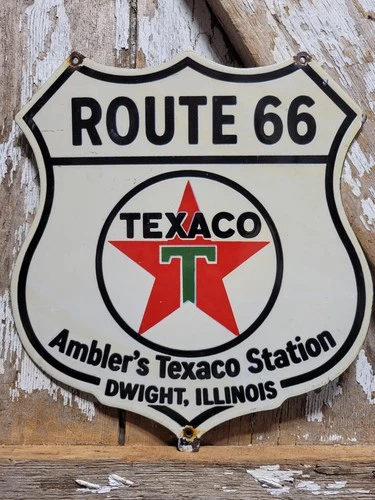 ROUTE 66
TEXACO
T
Ambler's Texaco Station
DWIGHT, ILLINOIS